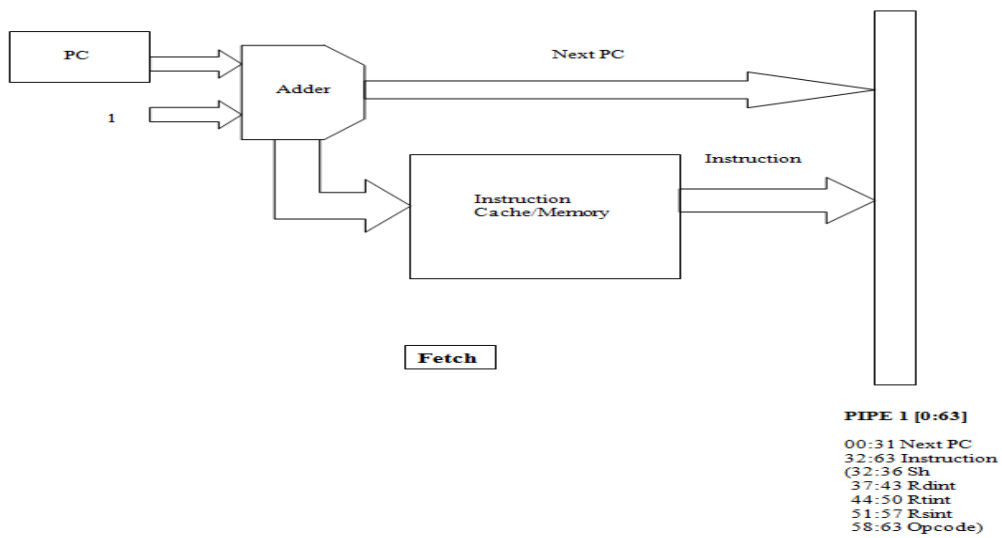 PC
Next PC
Adder
1
Instruction
Instruction
Cache/Memory
Fetch
PIPE 1 [0:63]
00:31 Next PC
32:63 Instruction
(32:36 Sh
37:43 Rdint
44:50 Rtint
51:57 Rsint
58:63 Opcode)